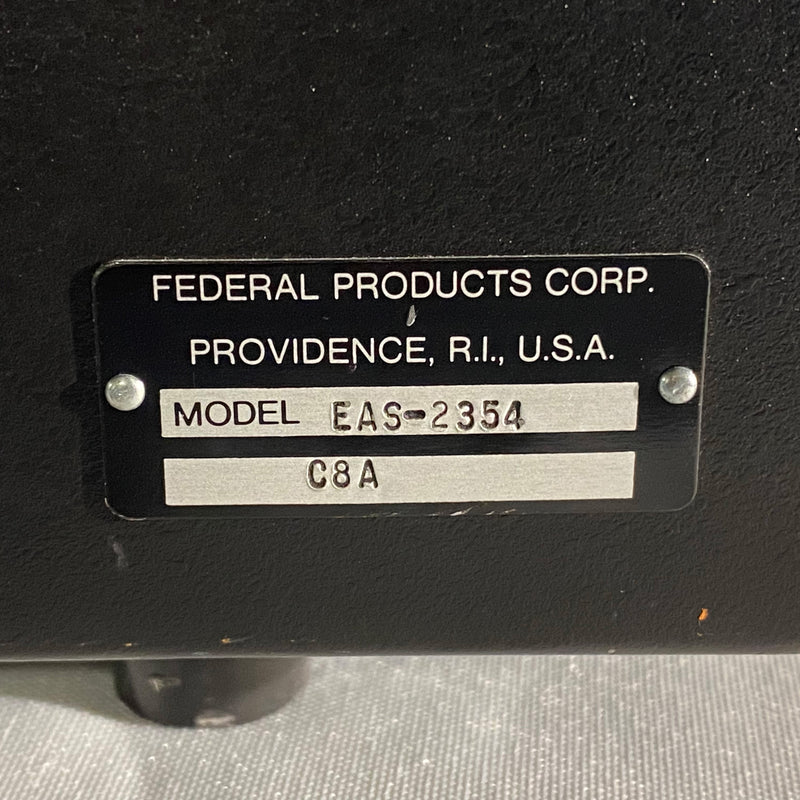 FEDERAL PRODUCTS CORP.
PROVIDENCE, R.I., U.S.A.
MODEL EAS-2354
C8A